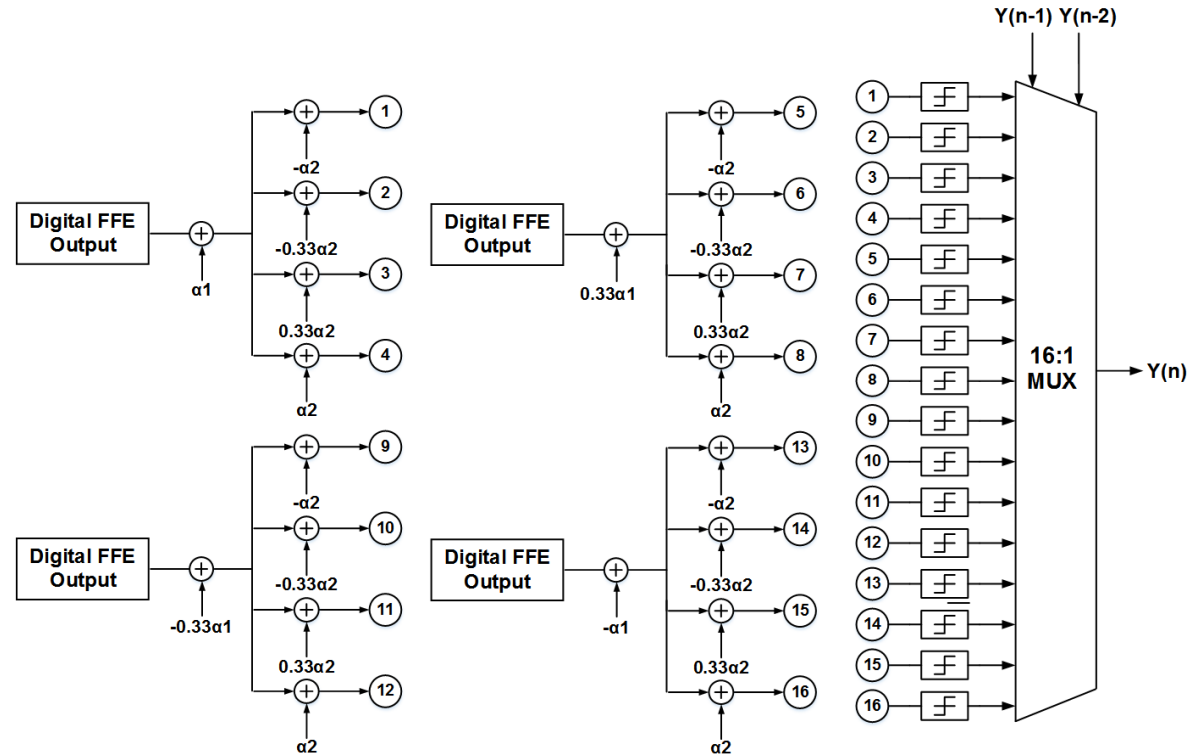 Y(n-1) Y(n-2)
Digital FFE
Output
α1
-α2
-0.33α2
0.33α2
α2
1
2
3
4
Digital FFE
Output
0.33α1
-α2
-0.33α2
0.33α2
α2
5
6
7
8
Digital FFE
Output
-0.33α1
-α2
-0.33α2
0.33α2
α2
9
10
11
12
Digital FFE
Output
-α1
-α2
-0.33α2
0.33α2
α2
13
14
15
16
1
2
3
4
5
6
7
8
9
10
11
12
13
14
15
16
16:1
MUX
Y(n)